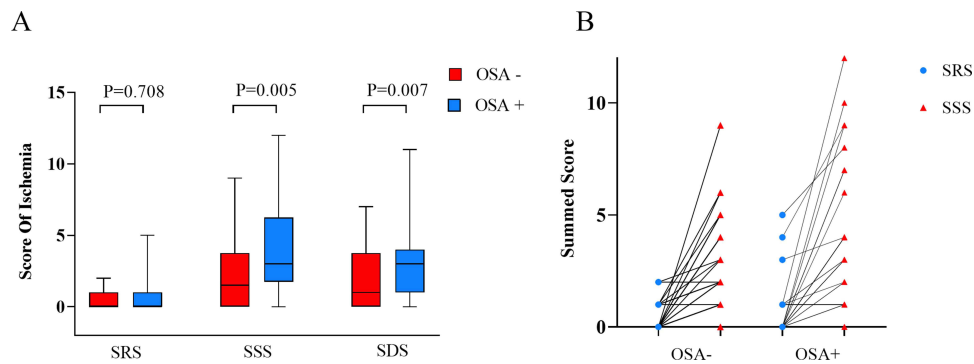 A
P=0.708
P=0.005
P=0.007
OSA -
OSA +
Score Of Ischemia
15
10
5
0
SRS
SSS
SDS
B
SRS
SSS
Summed Score
10
5
0
OSA-
OSA+